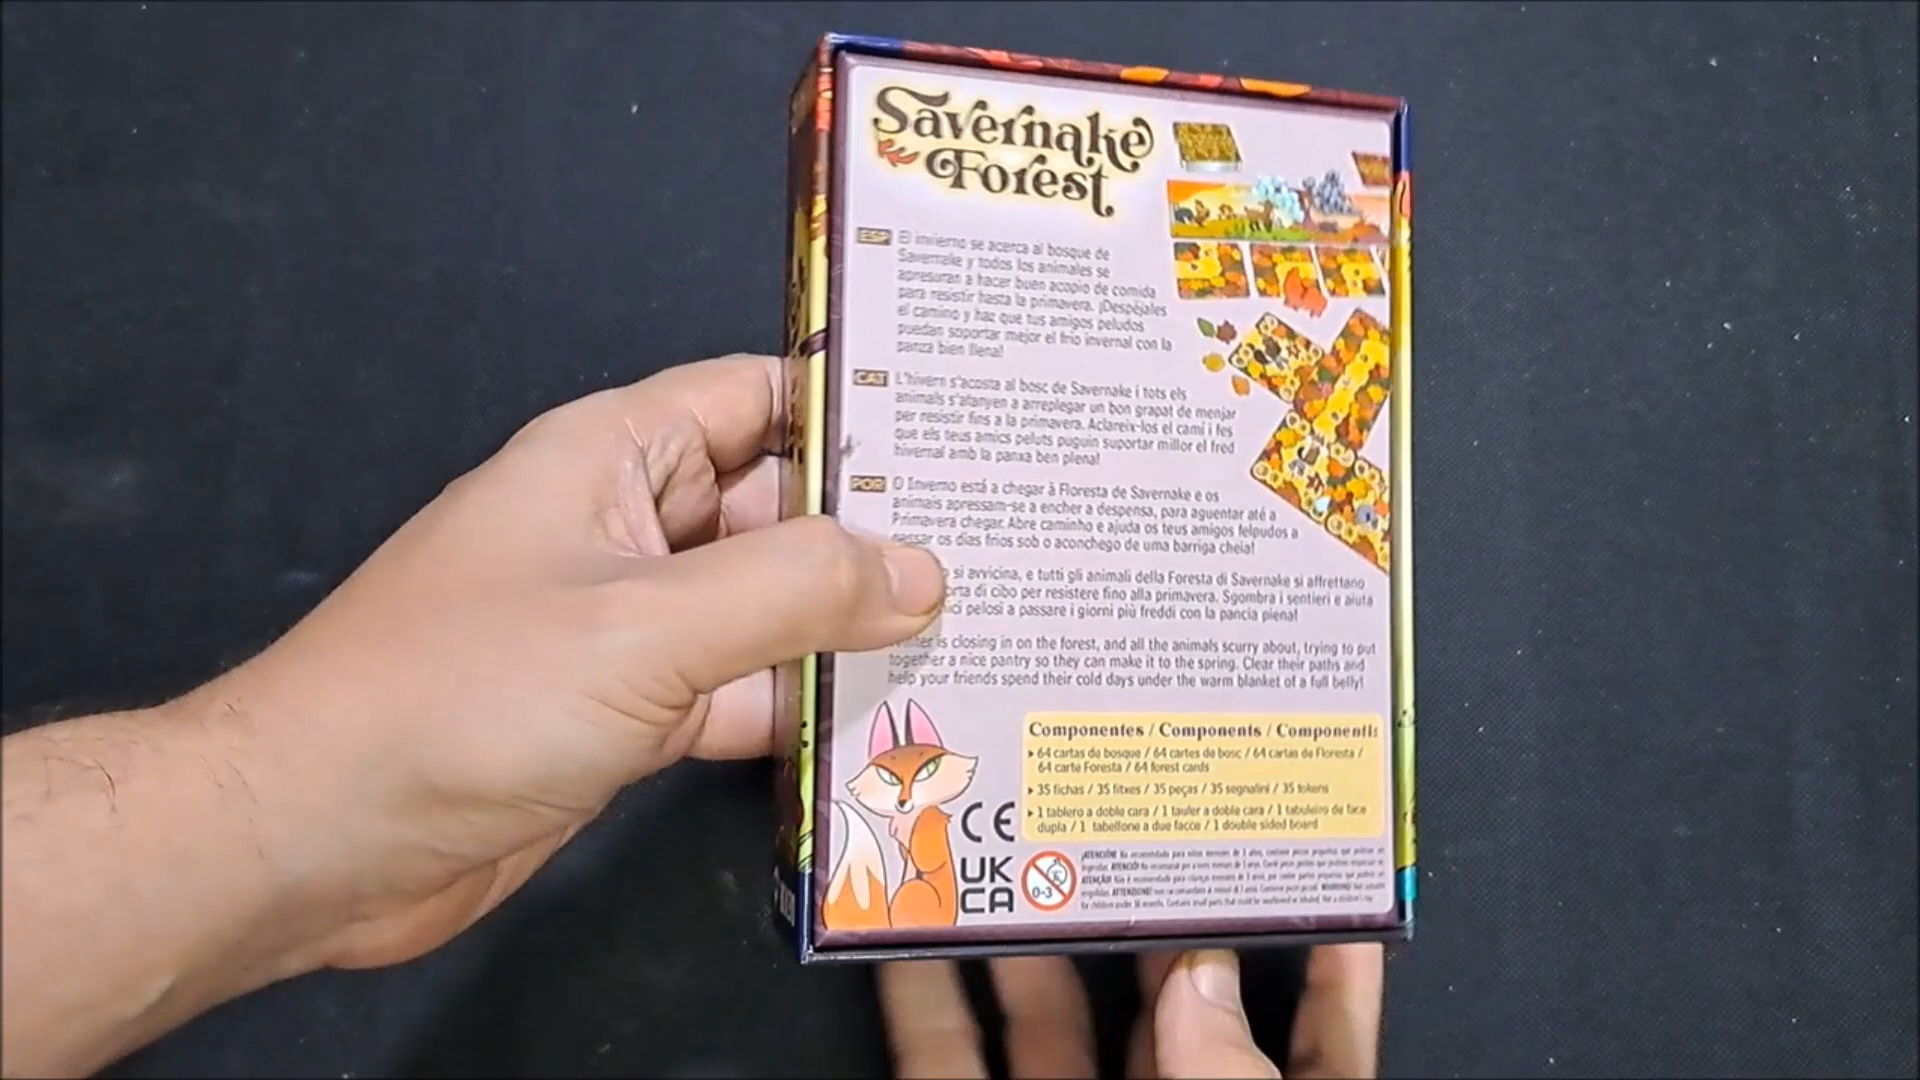 Savernake
Forest
ESP El invierno se acerca al bosque de
Savernake y todos los animales se
apresuran a hacer buen acopio de comida
para resistir hasta la primavera. ¡Despéjales
el camino y haz que tus amigos peludos
puedan soportar mejor el frío invernal con la
panza bien llena!
CAT L'hivern s'acosta al bosc de Savernake i tots els
animals s'afanyen a arreplegar un bon grapat de menjar
per resistir fins a la primavera. Aclareix-los el camí i fes
que els teus amics peluts puguin suportar millor el fred
hivernal amb la panxa ben plena!
POR O Inverno está a chegar à Floresta de Savernake e os
animais apressam-se a encher a despensa, para aguentar até a
Primavera chegar. Abre caminho e ajuda os teus amigos felpudos a
passar os dias frios sob o aconchego de uma barriga cheia!
si avvicina, e tutti gli animali della Foresta di Savernake si affrettano
di cibo per resistere fino alla primavera. Sgombra i sentieri e aiuta
pelosi a passare i giorni più freddi con la pancia piena!
is closing in on the forest, and all the animals scurry about, trying to put
together a nice pantry so they can make it to the spring. Clear their paths and
help your friends spend their cold days under the warm blanket of a full belly!
Componentes / Components / Componenti:
64 cartas de bosque / 64 cartes de bosc / 64 cartas de Floresta /
64 carte Foresta / 64 forest cards
35 fichas / 35 fitxes / 35 peças / 35 segnalini / 35 tokens
1 tablero a doble cara / 1 tauler a doble cara / 1 tabuleiro de face
dupla / 1 tabellone a due facce / 1 double sided board
CE
UK
CA
0-3